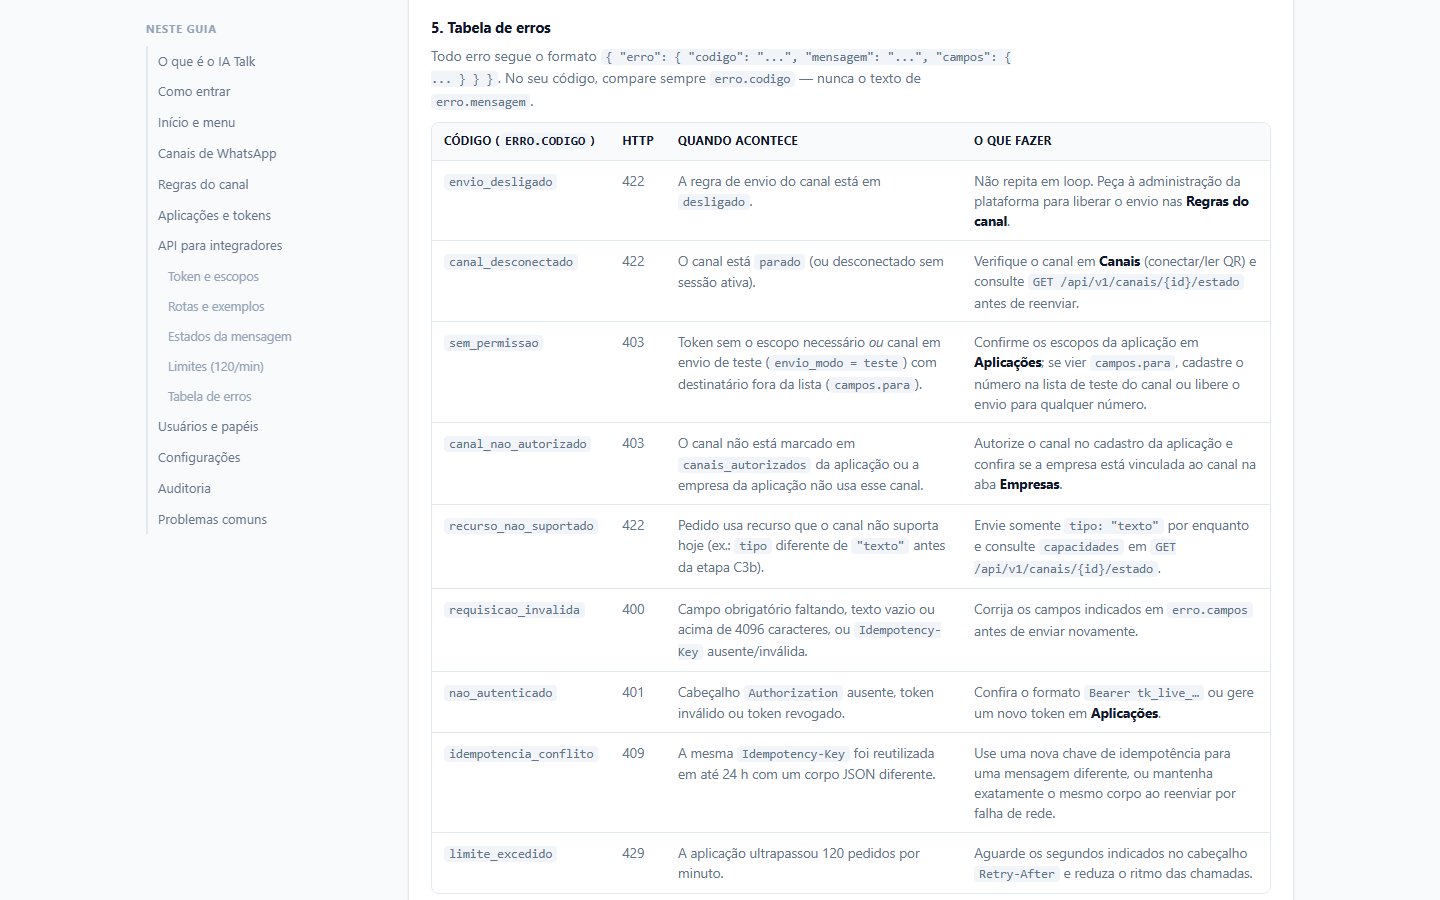 NESTE GUIA
O que é o IA Talk
Como entrar
Início e menu
Canais de WhatsApp
Regras do canal
Aplicações e tokens
API para integradores
Token e escopos
Rotas e exemplos
Estados da mensagem
Limites (120/min)
Tabela de erros
Usuários e papéis
Configurações
Auditoria
Problemas comuns
5. Tabela de erros
Todo erro segue o formato { "erro": { "codigo": "...", "mensagem": "...", "campos": {
... } } }. No seu código, compare sempre erro.codigo — nunca o texto de
erro.mensagem.
CÓDIGO ( ERRO.CODIGO ) HTTP QUANDO ACONTECE O QUE FAZER
envio_desligado 422
A regra de envio do canal está em
desligado.
Não repita em loop. Peça à administração da
plataforma para liberar o envio nas Regras do
canal.
canal_desconectado 422
O canal está parado (ou desconectado sem
sessão ativa).
Verifique o canal em Canais (conectar/ler QR) e
consulte GET /api/v1/canais/{id}/estado
antes de reenviar.
sem_permissao 403
Token sem o escopo necessário ou canal em
envio de teste ( envio_modo = teste ) com
destinatário fora da lista ( campos.para ).
Confirme os escopos da aplicação em
Aplicações; se vier campos.para, cadastre o
número na lista de teste do canal ou libere o
envio para qualquer número.
canal_nao_autorizado 403
O canal não está marcado em
canais_autorizados da aplicação ou a
empresa da aplicação não usa esse canal.
Autorize o canal no cadastro da aplicação e
confira se a empresa está vinculada ao canal na
aba Empresas.
recurso_nao_suportado 422
Pedido usa recurso que o canal não suporta
hoje (ex.: tipo diferente de "texto" antes
da etapa C3b).
Envie somente tipo: "texto" por enquanto
e consulte capacidades em GET
/api/v1/canais/{id}/estado.
requisicao_invalida 400
Campo obrigatório faltando, texto vazio ou
acima de 4096 caracteres, ou Idempotency-
Key ausente/inválida.
Corrija os campos indicados em erro.campos
antes de enviar novamente.
nao_autenticado 401
Cabeçalho Authorization ausente, token
inválido ou token revogado.
Confira o formato Bearer tk_live_… ou gere
um novo token em Aplicações.
idempotencia_conflito 409
A mesma Idempotency-Key foi reutilizada
em até 24 h com um corpo JSON diferente.
Use uma nova chave de idempotência para
uma mensagem diferente, ou mantenha
exatamente o mesmo corpo ao reenviar por
falha de rede.
limite_excedido 429
A aplicação ultrapassou 120 pedidos por
minuto.
Aguarde os segundos indicados no cabeçalho
Retry-After e reduza o ritmo das chamadas.